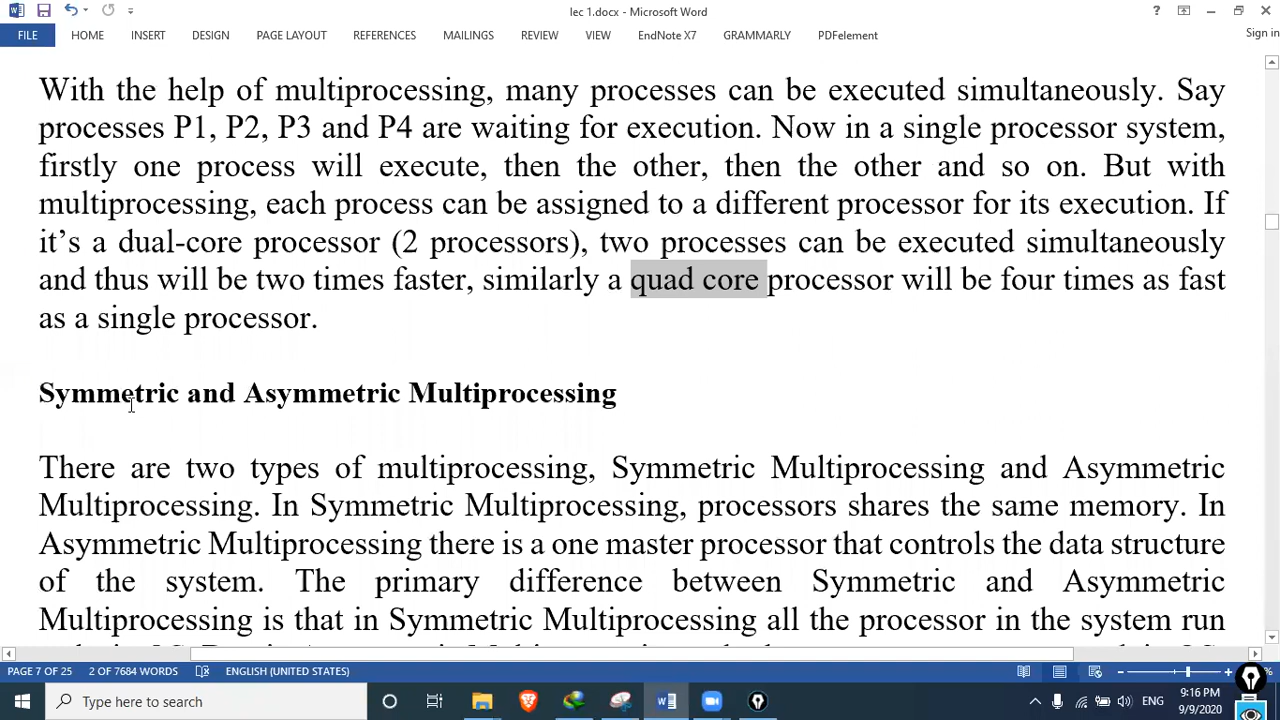 lec 1.docx - Microsoft Word
?
FILE HOME INSERT DESIGN PAGE LAYOUT REFERENCES MAILINGS REVIEW VIEW EndNote X7 GRAMMARLY PDFelement Sign in
With the help of multiprocessing, many processes can be executed simultaneously. Say
processes P1, P2, P3 and P4 are waiting for execution. Now in a single processor system,
firstly one process will execute, then the other, then the other and so on. But with
multiprocessing, each process can be assigned to a different processor for its execution. If
it’s a dual-core processor (2 processors), two processes can be executed simultaneously
and thus will be two times faster, similarly a quad core processor will be four times as fast
as a single processor.
Symmetric and Asymmetric Multiprocessing
There are two types of multiprocessing, Symmetric Multiprocessing and Asymmetric
Multiprocessing. In Symmetric Multiprocessing, processors shares the same memory. In
Asymmetric Multiprocessing there is a one master processor that controls the data structure
of the system. The primary difference between Symmetric and Asymmetric
Multiprocessing is that in Symmetric Multiprocessing all the processor in the system run
PAGE 7 OF 25 2 OF 7684 WORDS ENGLISH (UNITED STATES) %
Type here to search
ENG
9:16 PM
9/9/2020